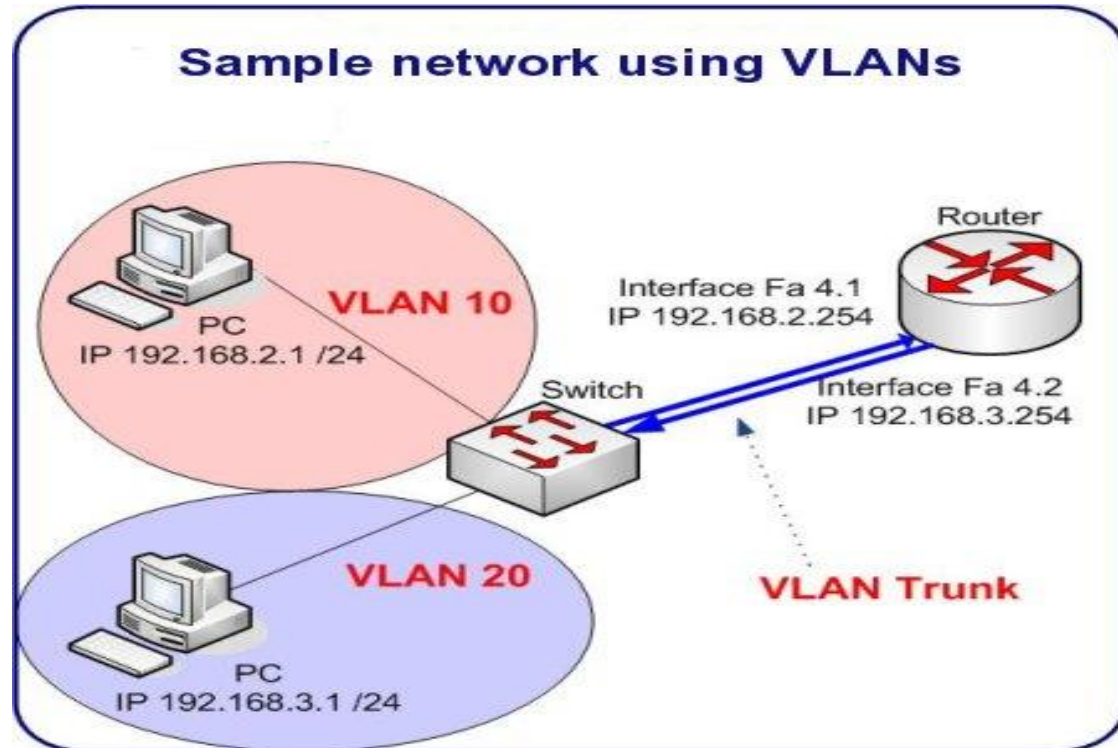 Sample network using VLANs
Router
Interface Fa 4.1
IP 192.168.2.254
VLAN 10
PC
IP 192.168.2.1 /24
Switch
Interface Fa 4.2
IP 192.168.3.254
VLAN 20
VLAN Trunk
PC
IP 192.168.3.1 /24